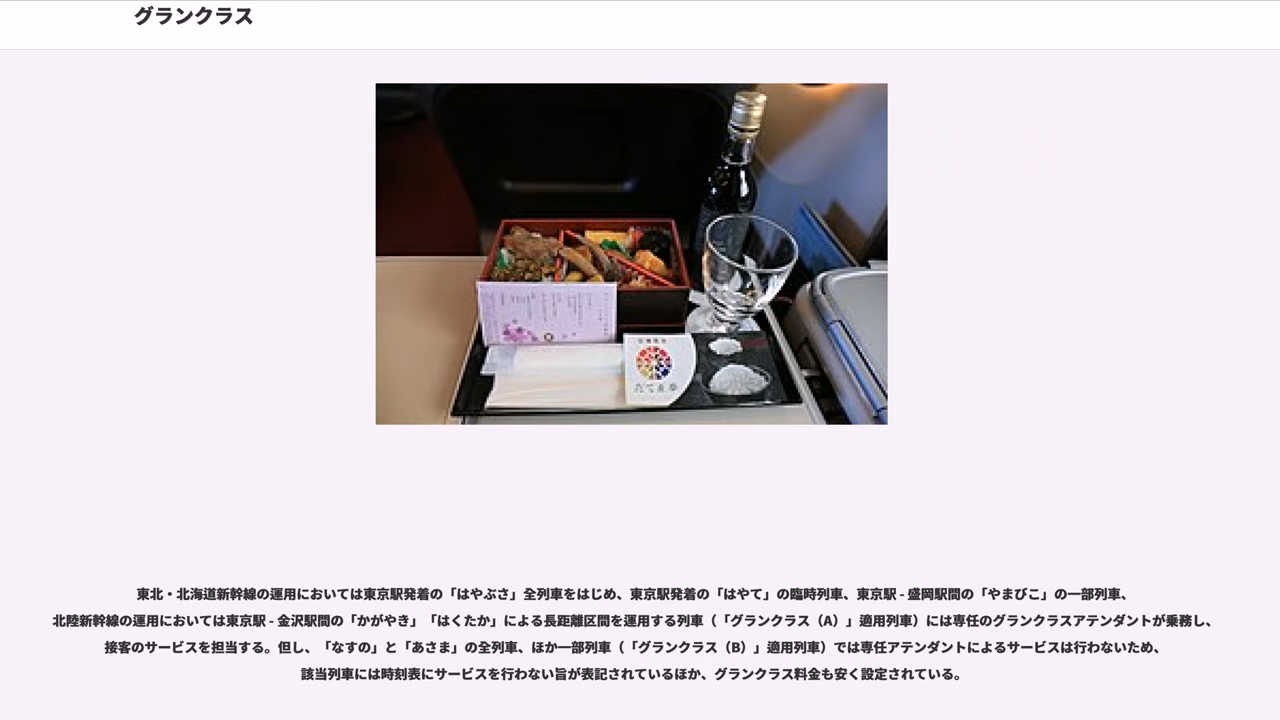 グランクラス
だて正夢
東北・北海道新幹線の運用においては東京駅発着の「はやぶさ」全列車をはじめ、東京駅発着の「はやて」の臨時列車、東京駅 - 盛岡駅間の「やまびこ」の一部列車、
北陸新幹線の運用においては東京駅 - 金沢駅間の「かがやき」「はくたか」による長距離区間を運用する列車（「グランクラス（A）」適用列車）には専任のグランクラスアテンダントが乗務し、
接客のサービスを担当する。但し、「なすの」と「あさま」の全列車、ほか一部列車（「グランクラス（B）」適用列車）では専任アテンダントによるサービスは行わないため、
該当列車には時刻表にサービスを行わない旨が表記されているほか、グランクラス料金も安く設定されている。